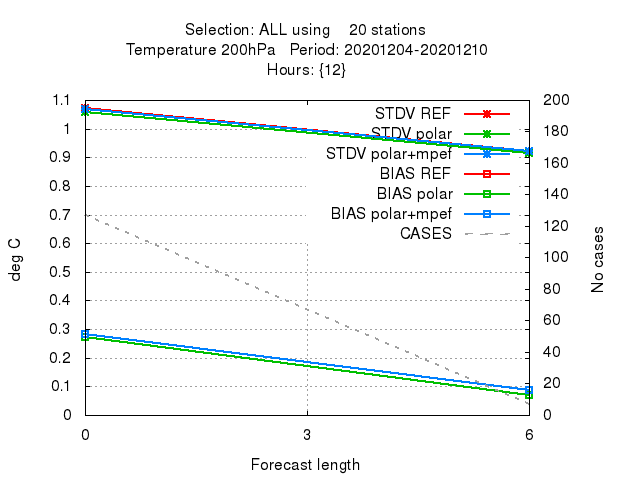 Selection: ALL using 20 stations
Temperature 200hPa Period: 20201204-20201210
Hours: {12}
1.1
1
0.9
0.8
0.7
0.6
0.5
0.4
0.3
0.2
0.1
0
200
180
160
140
120
100
80
60
40
20
0
STDV REF
STDV polar
STDV polar+mpef
BIAS REF
BIAS polar
BIAS polar+mpef
CASES
deg C
No cases
0 3 6
Forecast length